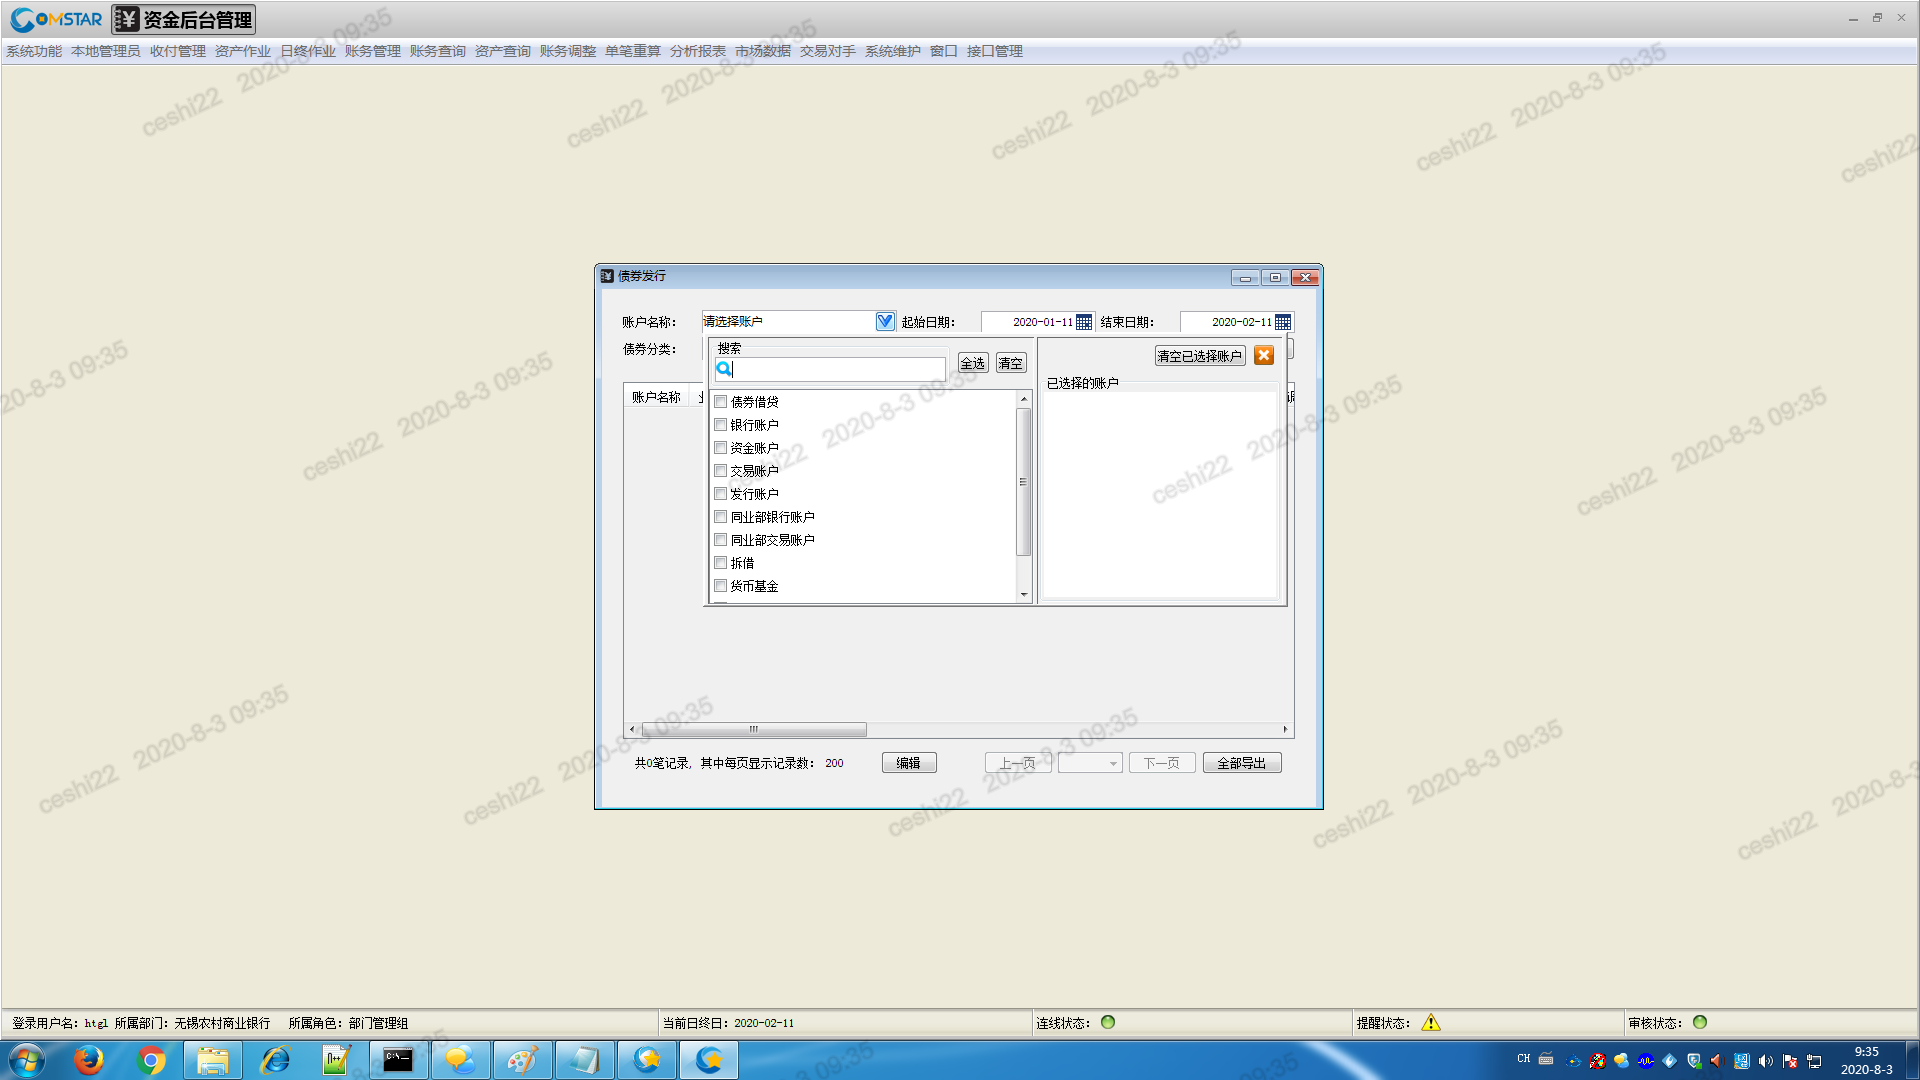 COMSTAR 资金后台管理
系统功能 本地管理员 收付管理 资产作业 日终作业 账务管理 账务查询 资产查询 账务调整 单笔重算 分析报表 市场数据 交易对手 系统维护 窗口 接口管理
债券发行
账户名称: 请选择账户 起始日期: 2020-01-11 结束日期: 2020-02-11
债券分类:
搜索
全选 清空
清空已选择账户
已选择的账户
账户名称
债券借贷
银行账户
资金账户
交易账户
发行账户
同业部银行账户
同业部交易账户
拆借
货币基金
共0笔记录, 其中每页显示记录数: 200 编辑 上一页 下一页 全部导出
登录用户名: htgl 所属部门: 无锡农村商业银行 所属角色: 部门管理组 当前日终日: 2020-02-11 连线状态: 提醒状态: 审核状态:
CH
9:35
2020-8-3
ceshi22 2020-8-3 09:35